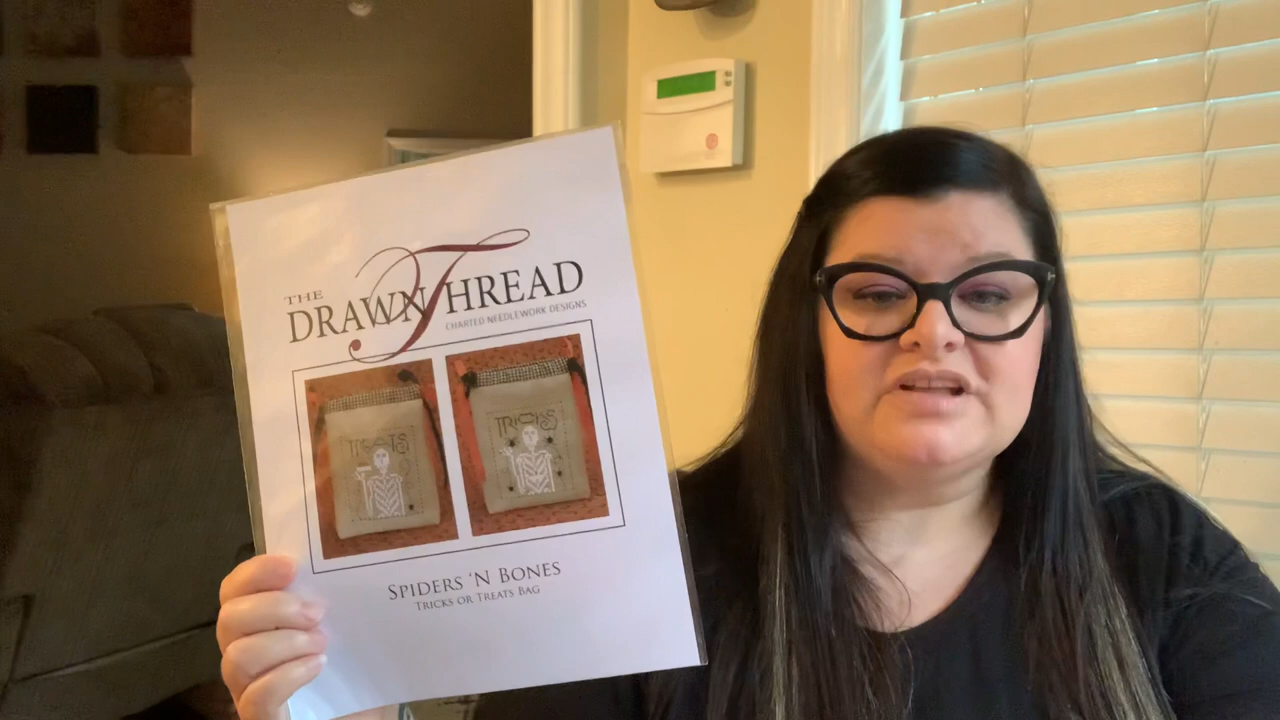 THE
DRAWN THREAD
CHARTED NEEDLEWORK DESIGNS
TREATS
TRICKS
SPIDERS 'N BONES
TRICKS OR TREATS BAG